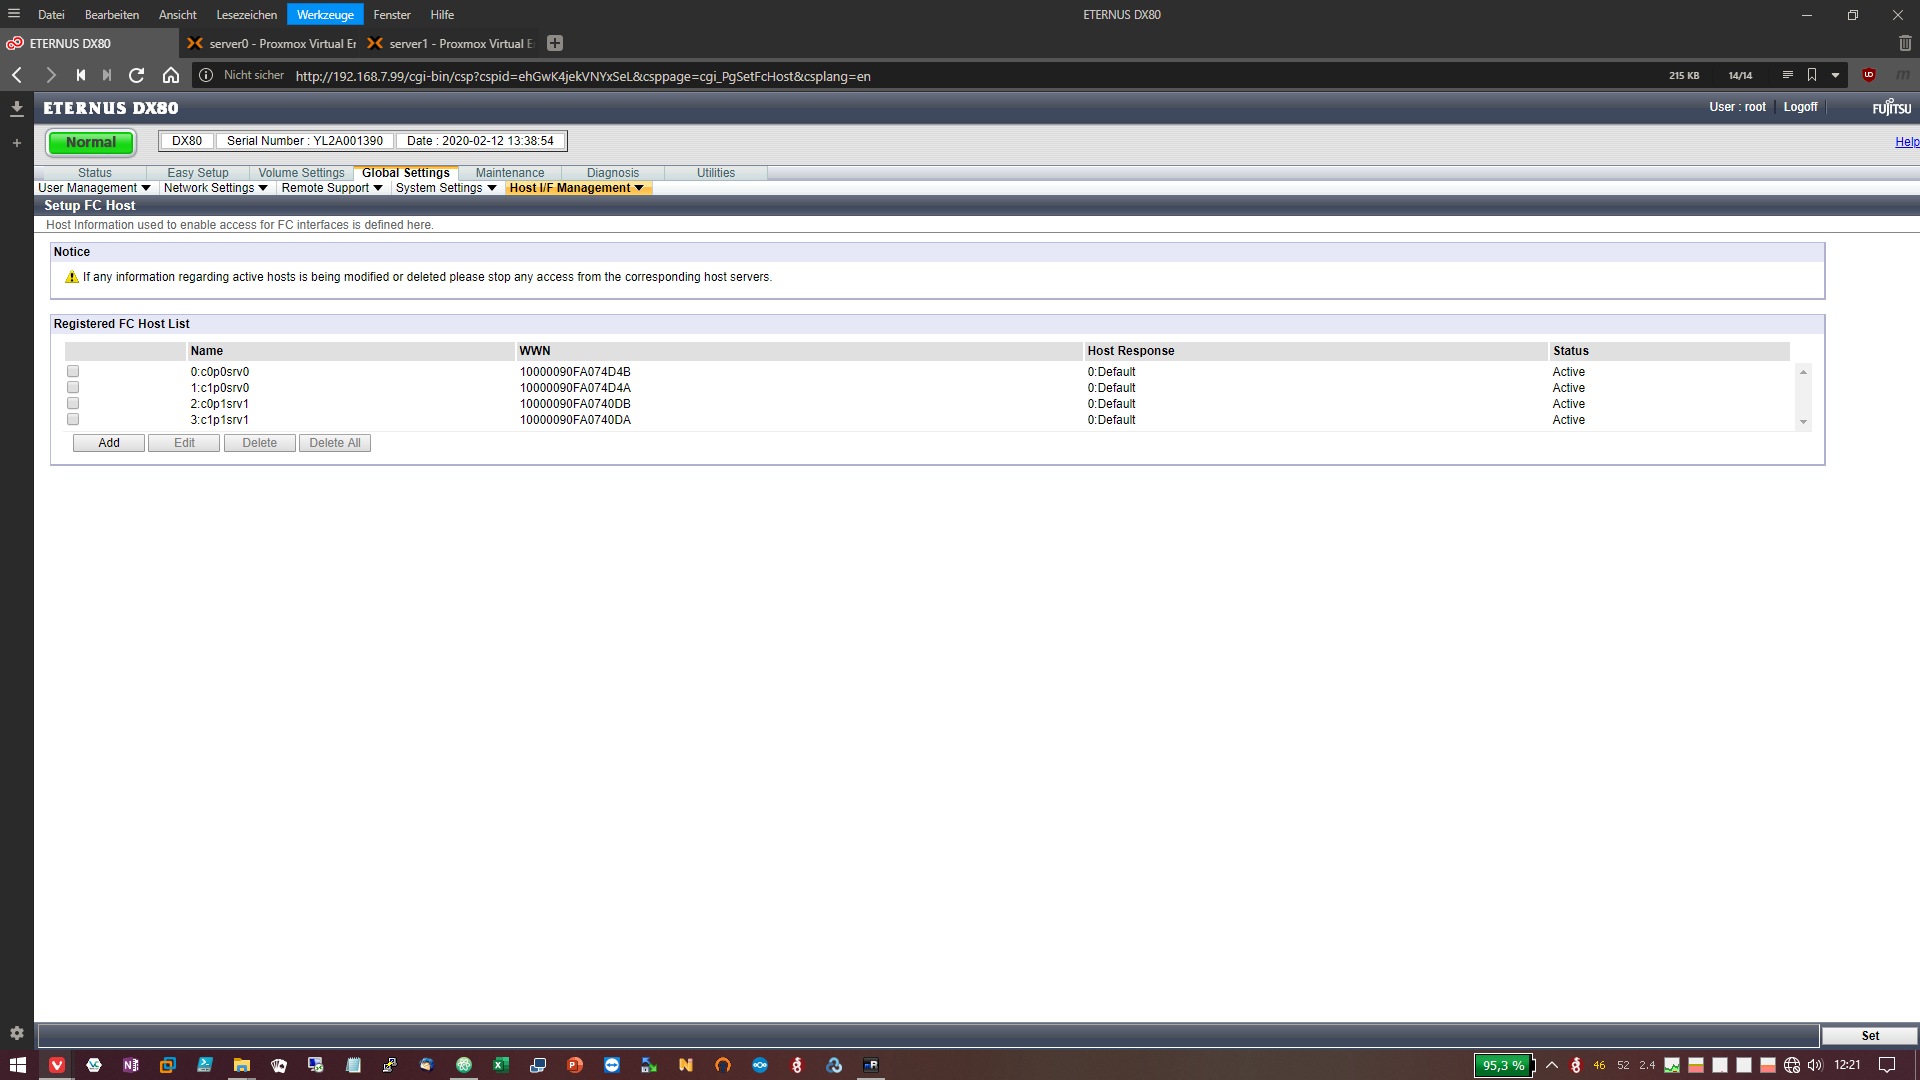 Datei Bearbeiten Ansicht Lesezeichen Werkzeuge Fenster Hilfe ETERNUS DX80
ETERNUS DX80 server0 - Proxmox Virtual Er server1 - Proxmox Virtual E
Nicht sicher http://192.168.7.99/cgi-bin/csp?cspid=ehGwK4jekVNYxSeL&csppage=cgi_PgSetFcHost&csplang=en 215 KB 14/14
ETERNUS DX80 User : root Logoff FUJITSU
Normal DX80 Serial Number : YL2A001390 Date : 2020-02-12 13:38:54 Help
Status Easy Setup Volume Settings Global Settings Maintenance Diagnosis Utilities
User Management Network Settings Remote Support System Settings Host I/F Management
Setup FC Host
Host Information used to enable access for FC interfaces is defined here.
Notice
If any information regarding active hosts is being modified or deleted please stop any access from the corresponding host servers.
Registered FC Host List
Name WWN Host Response Status
0:c0p0srv0 10000090FA074D4B 0:Default Active
1:c1p0srv0 10000090FA074D4A 0:Default Active
2:c0p1srv1 10000090FA0740DB 0:Default Active
3:c1p1srv1 10000090FA0740DA 0:Default Active
Add Edit Delete Delete All
Set
95,3 % 46 52 2.4 12:21